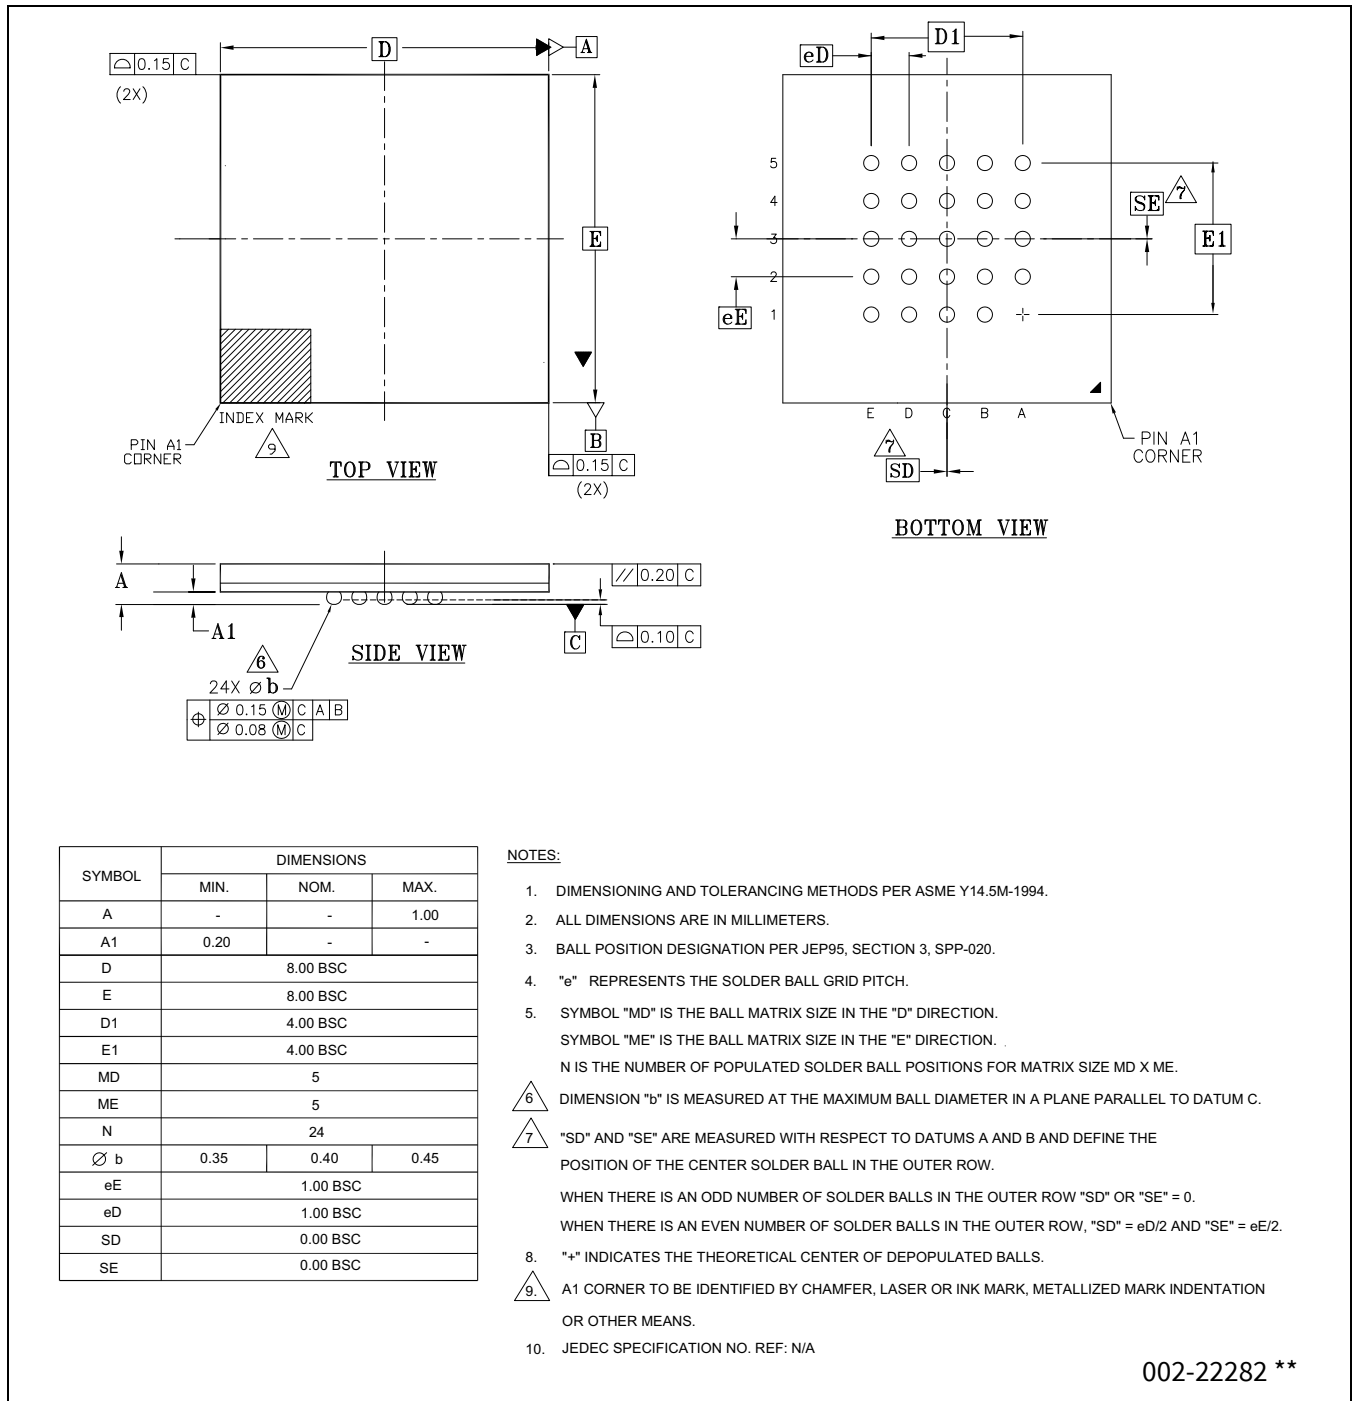 D
A
0.15 C
(2X)
E
INDEX MARK
9
PIN A1
CORNER
B
0.15 C
(2X)
TOP VIEW
D1
eD
5
4
3
2
1
SE
7
E1
eE
E D C B A
7
SD
PIN A1
CORNER
BOTTOM VIEW
A
A1
// 0.20 C
0.10 C
C
SIDE VIEW
6
24X ⌀ b
⌀ 0.15 Ⓜ C A B
⌀ 0.08 Ⓜ C
SYMBOL DIMENSIONS
MIN. NOM. MAX.
A - - 1.00
A1 0.20 - -
D 8.00 BSC
E 8.00 BSC
D1 4.00 BSC
E1 4.00 BSC
MD 5
ME 5
N 24
⌀ b 0.35 0.40 0.45
eE 1.00 BSC
eD 1.00 BSC
SD 0.00 BSC
SE 0.00 BSC
NOTES:
1. DIMENSIONING AND TOLERANCING METHODS PER ASME Y14.5M-1994.
2. ALL DIMENSIONS ARE IN MILLIMETERS.
3. BALL POSITION DESIGNATION PER JEP95, SECTION 3, SPP-020.
4. "e" REPRESENTS THE SOLDER BALL GRID PITCH.
5. SYMBOL "MD" IS THE BALL MATRIX SIZE IN THE "D" DIRECTION.
SYMBOL "ME" IS THE BALL MATRIX SIZE IN THE "E" DIRECTION.
N IS THE NUMBER OF POPULATED SOLDER BALL POSITIONS FOR MATRIX SIZE MD X ME.
6 DIMENSION "b" IS MEASURED AT THE MAXIMUM BALL DIAMETER IN A PLANE PARALLEL TO DATUM C.
7 "SD" AND "SE" ARE MEASURED WITH RESPECT TO DATUMS A AND B AND DEFINE THE
POSITION OF THE CENTER SOLDER BALL IN THE OUTER ROW.
WHEN THERE IS AN ODD NUMBER OF SOLDER BALLS IN THE OUTER ROW "SD" OR "SE" = 0.
WHEN THERE IS AN EVEN NUMBER OF SOLDER BALLS IN THE OUTER ROW, "SD" = eD/2 AND "SE" = eE/2.
8. "+" INDICATES THE THEORETICAL CENTER OF DEPOPULATED BALLS.
9. A1 CORNER TO BE IDENTIFIED BY CHAMFER, LASER OR INK MARK, METALLIZED MARK INDENTATION
OR OTHER MEANS.
10. JEDEC SPECIFICATION NO. REF: N/A
002-22282 **